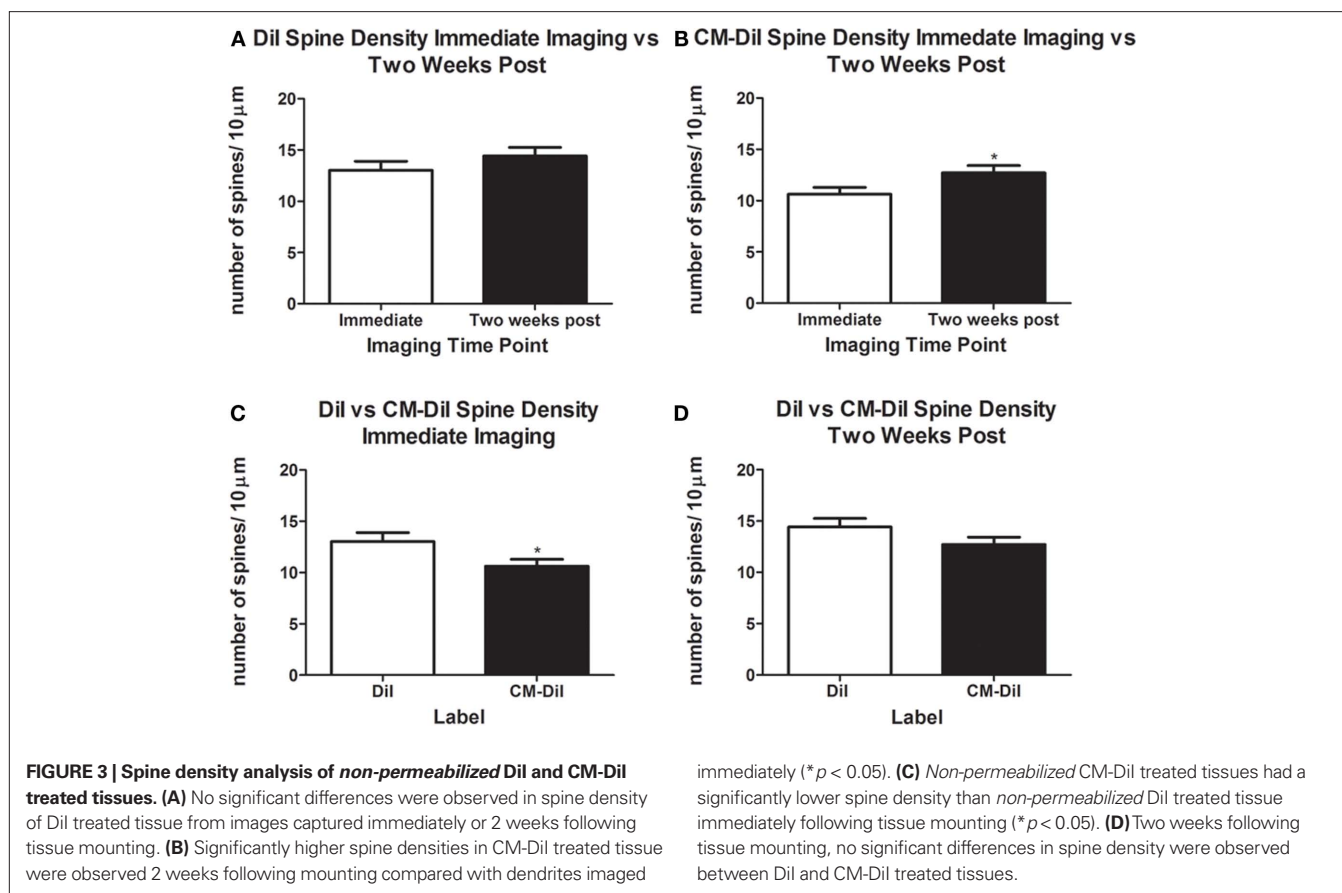 A DiI Spine Density Immediate Imaging vs
Two Weeks Post
number of spines/ 10μm
20
15
10
5
0
Immediate
Two weeks post
Imaging Time Point
B CM-DiI Spine Density Immedate Imaging vs
Two Weeks Post
number of spines/ 10μm
20
15
10
5
0
*
Immediate
Two weeks post
Imaging Time Point
C DiI vs CM-DiI Spine Density
Immediate Imaging
number of spines/ 10μm
20
15
10
5
0
*
DiI
CM-DiI
Label
D DiI vs CM-DiI Spine Density
Two Weeks Post
number of spines/ 10μm
20
15
10
5
0
DiI
CM-DiI
Label
FIGURE 3 | Spine density analysis of non-permeabilized DiI and CM-DiI
treated tissues. (A) No significant differences were observed in spine density
of DiI treated tissue from images captured immediately or 2 weeks following
tissue mounting. (B) Significantly higher spine densities in CM-DiI treated tissue
were observed 2 weeks following mounting compared with dendrites imaged
immediately (*p < 0.05). (C) Non-permeabilized CM-DiI treated tissues had a
significantly lower spine density than non-permeabilized DiI treated tissue
immediately following tissue mounting (*p < 0.05). (D) Two weeks following
tissue mounting, no significant differences in spine density were observed
between DiI and CM-DiI treated tissues.